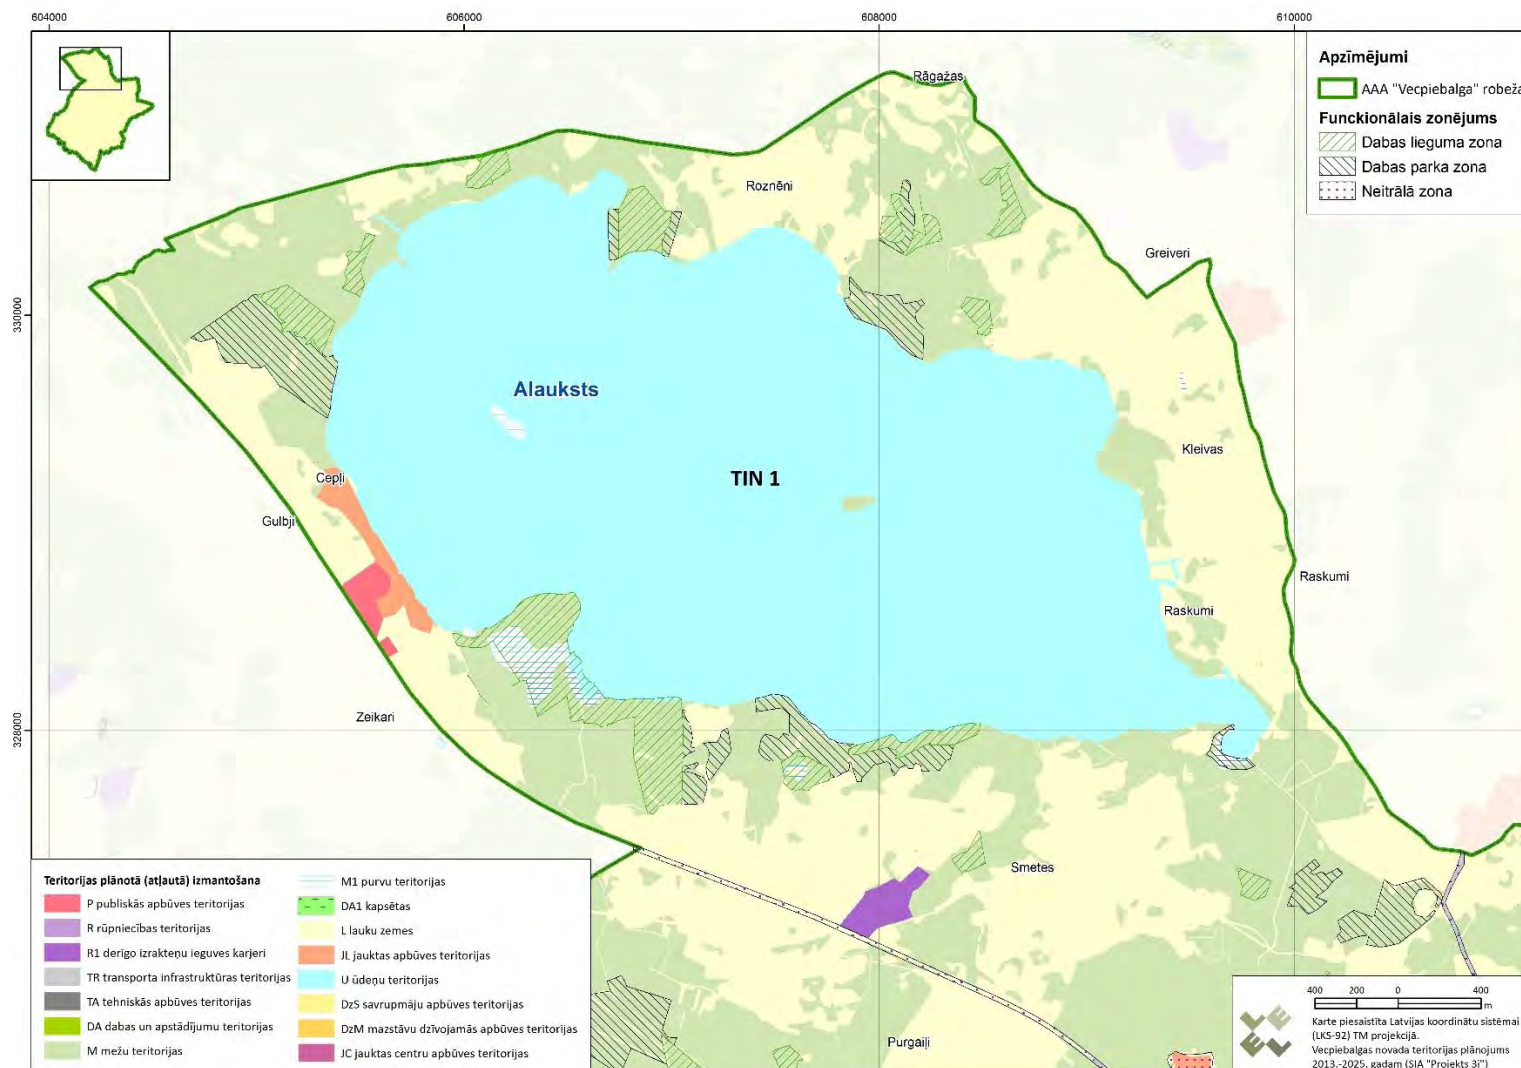 604000
606000
608000
610000
330000
328000
Apzīmējumi
AAA "Vecpiebalga" robeža
Funckionālais zonējums
Dabas lieguma zona
Dabas parka zona
Neitrālā zona
Rāgažas
Roznēni
Greiveri
Alauksts
Kleivas
TIN 1
Cepļi
Gulbji
Raskumi
Raskumi
Zeikari
Smetes
Purgaiļi
Teritorijas plānotā (atļautā) izmantošana
P publiskās apbūves teritorijas
R rūpniecības teritorijas
R1 derīgo izrakteņu ieguves karjeri
TR transporta infrastruktūras teritorijas
TA tehniskās apbūves teritorijas
DA dabas un apstādījumu teritorijas
M mežu teritorijas
M1 purvu teritorijas
DA1 kapsētas
L lauku zemes
JL jauktas apbūves teritorijas
U ūdeņu teritorijas
DzS savrupmāju apbūves teritorijas
DzM mazstāvu dzīvojamās apbūves teritorijas
JC jauktas centru apbūves teritorijas
400 200 0 400
m
Karte piesaistīta Latvijas koordinātu sistēmai
(LKS-92) TM projekcijā.
Vecpiebalgas novada teritorijas plānojums
2013.-2025. gadam (SIA "Projekts 3i")